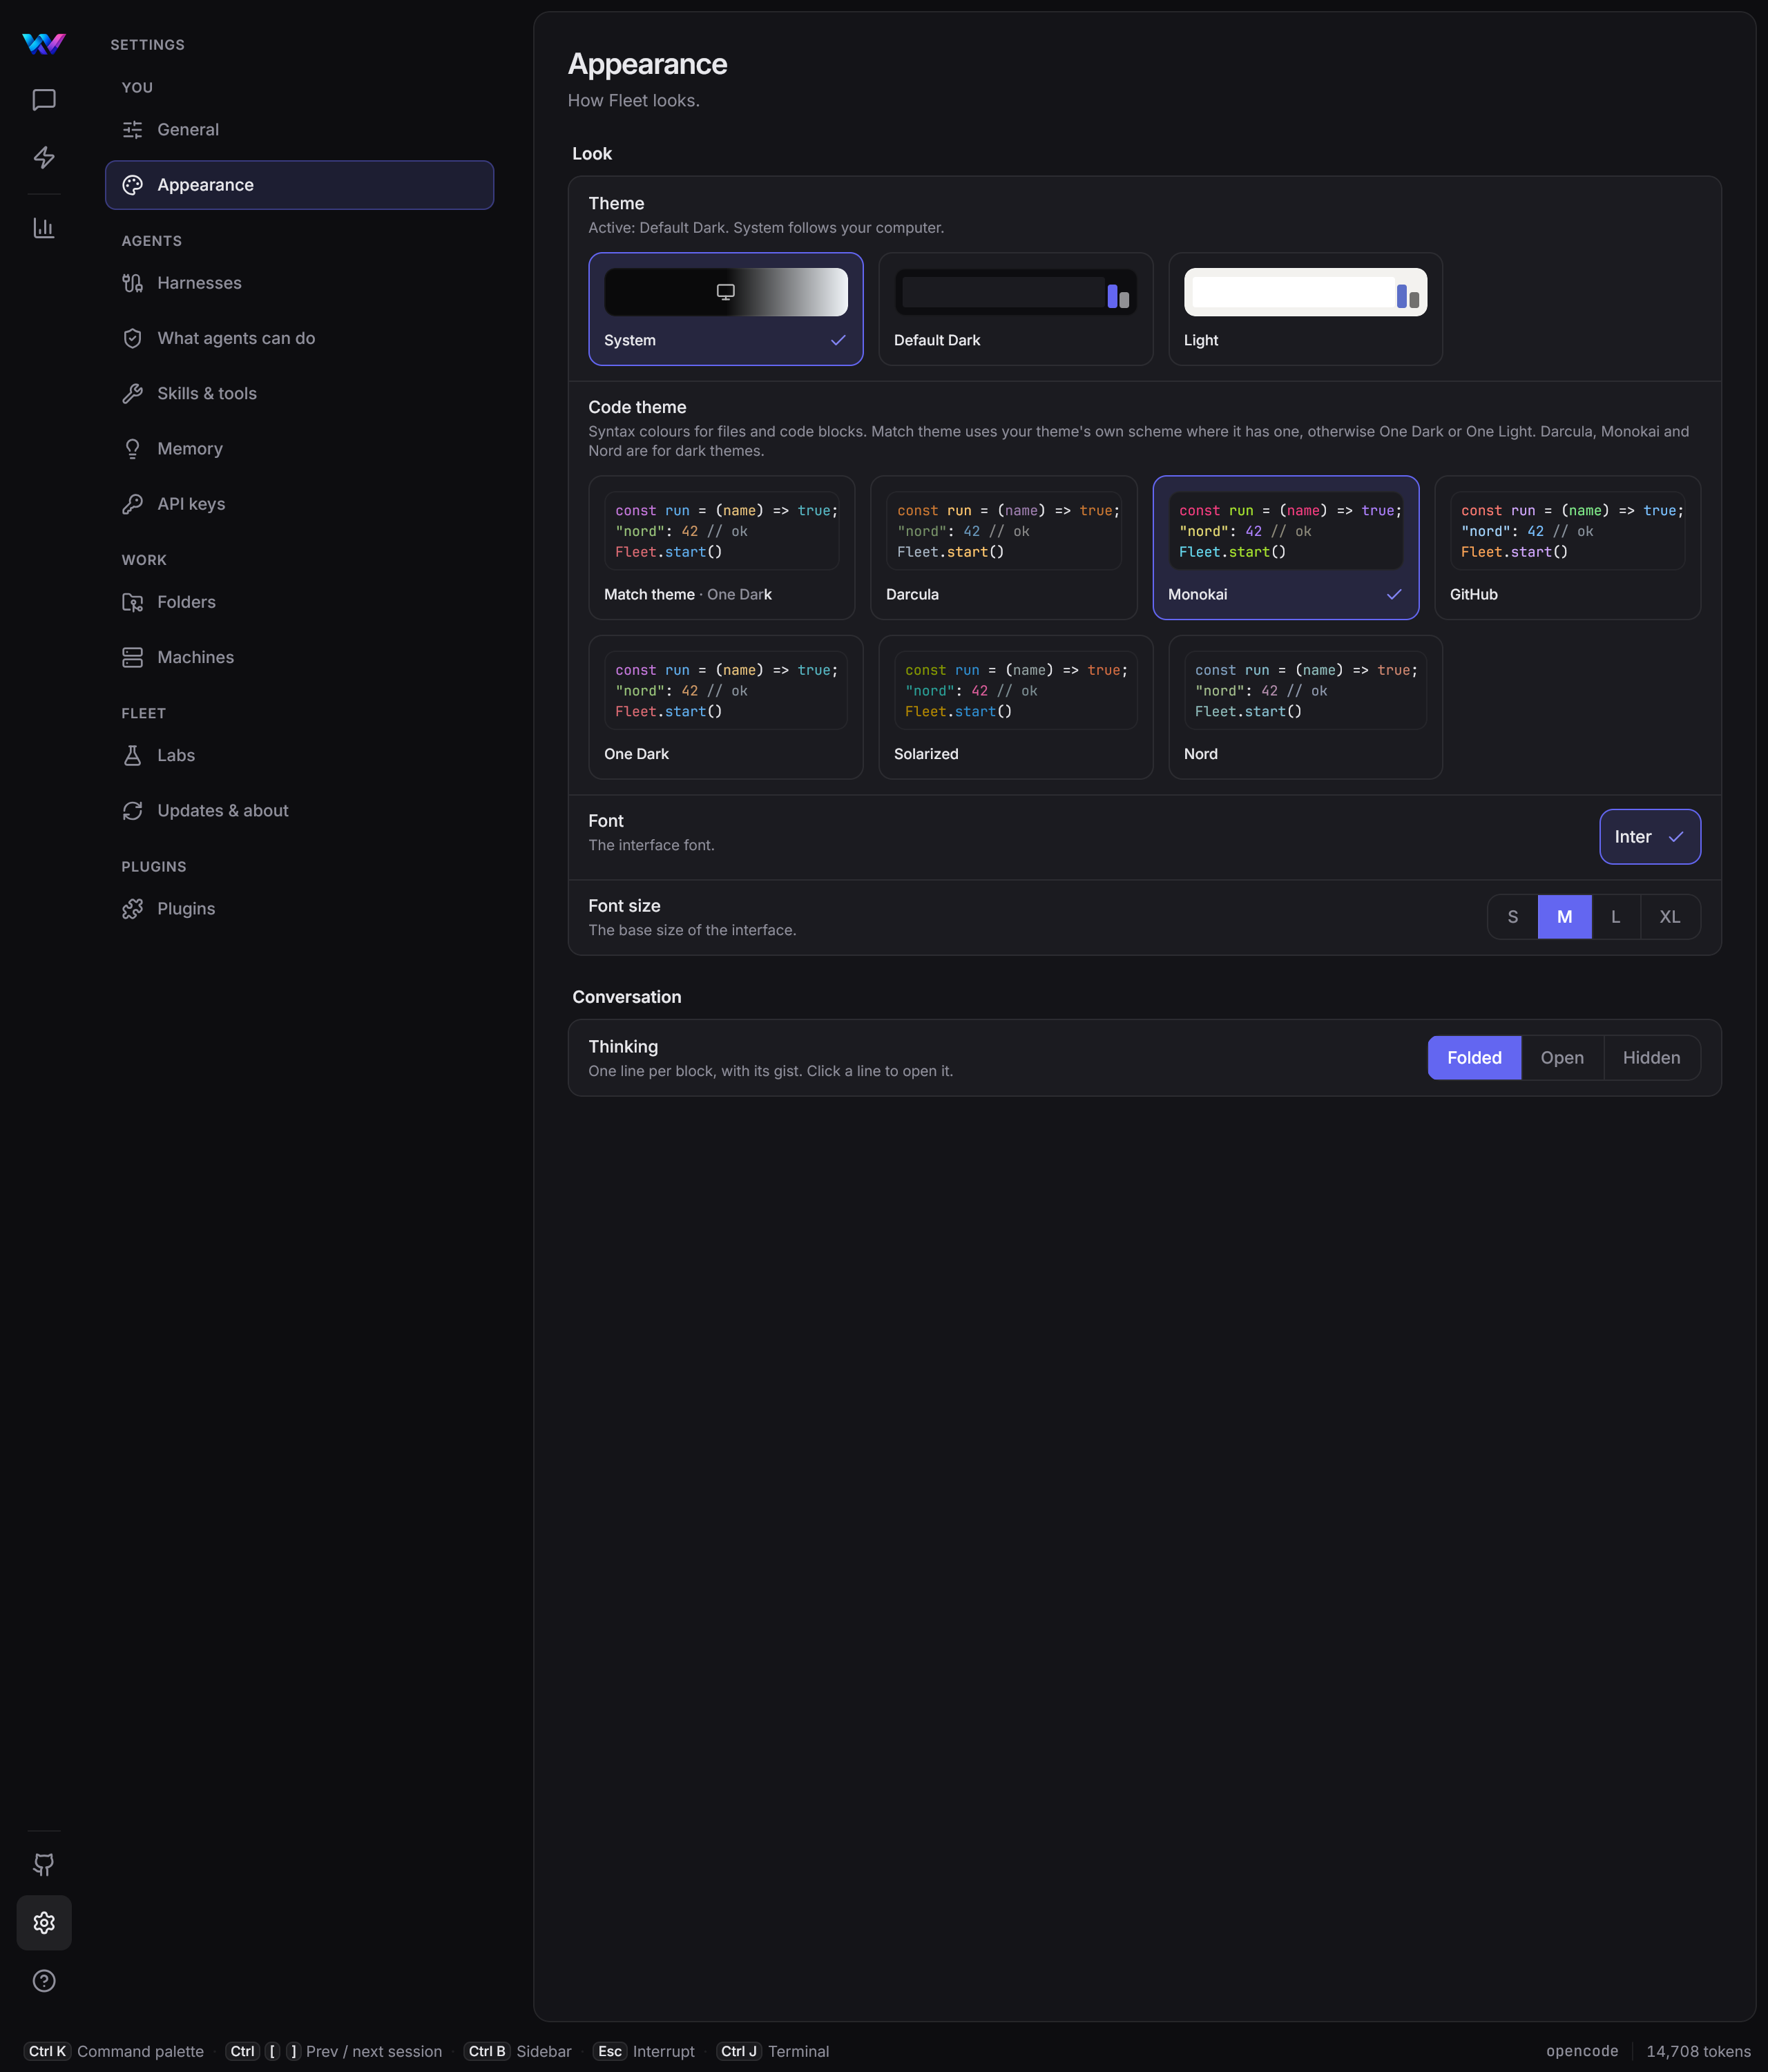 SETTINGS
YOU
General
Appearance
AGENTS
Harnesses
What agents can do
Skills & tools
Memory
API keys
WORK
Folders
Machines
FLEET
Labs
Updates & about
PLUGINS
Plugins
Appearance
How Fleet looks.
Look
Theme
Active: Default Dark. System follows your computer.
System
Default Dark
Light
Code theme
Syntax colours for files and code blocks. Match theme uses your theme's own scheme where it has one, otherwise One Dark or One Light. Darcula, Monokai and
Nord are for dark themes.
const run = (name) => true;
"nord": 42 // ok
Fleet.start()
Match theme · One Dark
const run = (name) => true;
"nord": 42 // ok
Fleet.start()
Darcula
const run = (name) => true;
"nord": 42 // ok
Fleet.start()
Monokai
const run = (name) => true;
"nord": 42 // ok
Fleet.start()
GitHub
const run = (name) => true;
"nord": 42 // ok
Fleet.start()
One Dark
const run = (name) => true;
"nord": 42 // ok
Fleet.start()
Solarized
const run = (name) => true;
"nord": 42 // ok
Fleet.start()
Nord
Font
The interface font.
Inter
Font size
The base size of the interface.
S M L XL
Conversation
Thinking
One line per block, with its gist. Click a line to open it.
Folded Open Hidden
Ctrl K Command palette · Ctrl [ ] Prev / next session · Ctrl B Sidebar · Esc Interrupt · Ctrl J Terminal
opencode 14,708 tokens